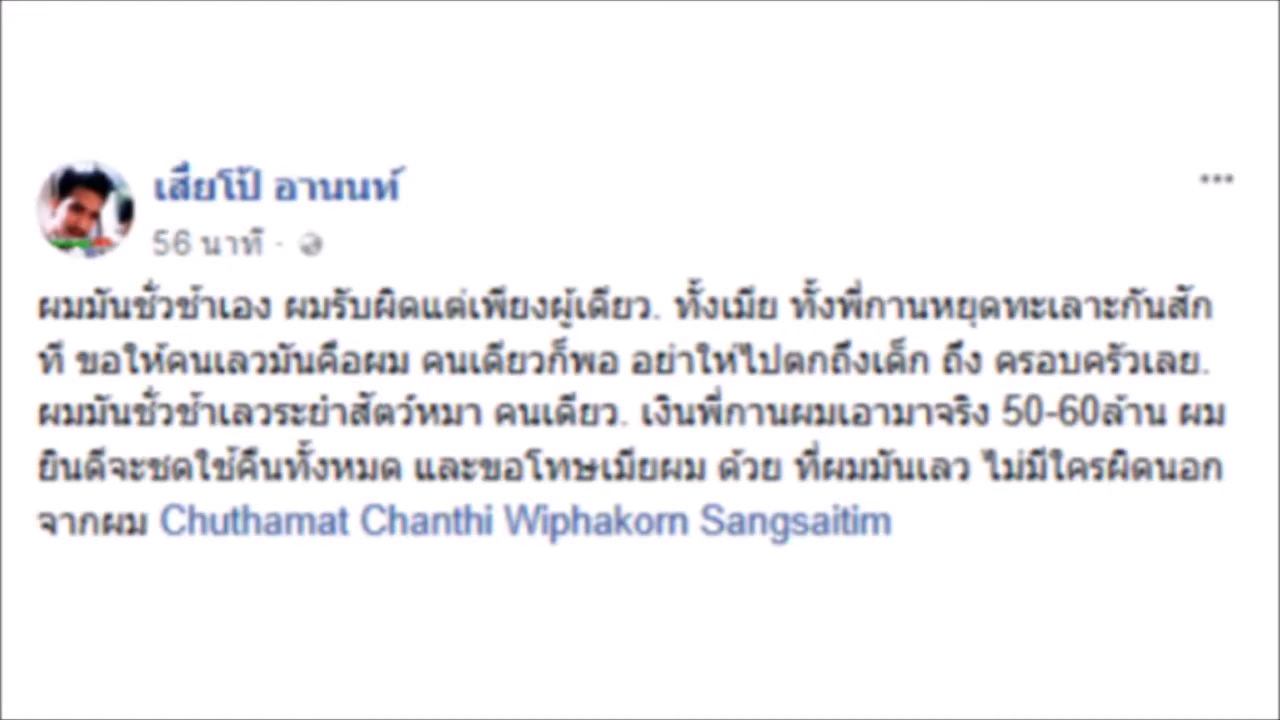 เสี่ยโป้ อานนท์
56 นาที ·
ผมมันชั่วช้าเอง ผมรับผิดแต่เพียงผู้เดียว. ทั้งเมีย ทั้งพี่กานหยุดทะเลาะกันสัก
ที ขอให้คนเลวมันคือผม คนเดียวก็พอ อย่าให้ไปตกถึงเด็ก ถึง ครอบครัวเลย.
ผมมันชั่วช้าเลวระยำสัตว์หมา คนเดียว. เงินพี่กานผมเอามาจริง 50-60ล้าน ผม
ยินดีจะชดใช้คืนทั้งหมด และขอโทษเมียผม ด้วย ที่ผมมันเลว ไม่มีใครผิดนอก
จากผม Chuthamat Chanthi Wiphakorn Sangsaitim